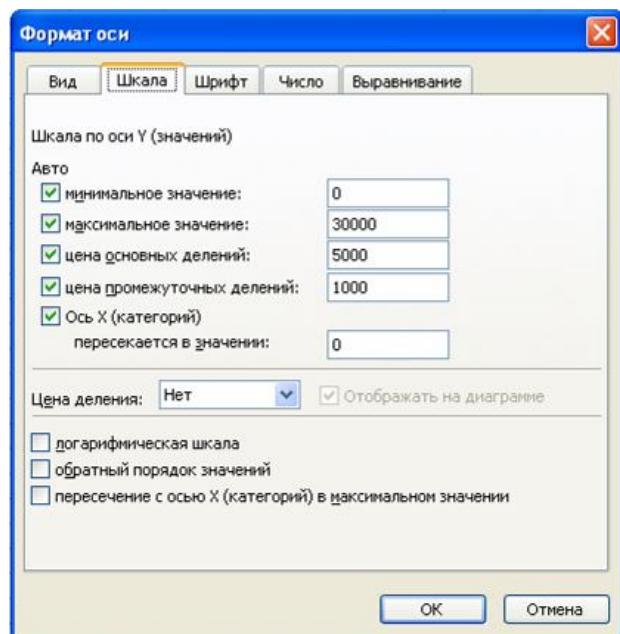 Формат оси
Вид Шкала Шрифт Число Выравнивание
Шкала по оси Y (значений)
Авто
минимальное значение: 0
максимальное значение: 30000
цена основных делений: 5000
цена промежуточных делений: 1000
Ось X (категорий)
пересекается в значении: 0
Цена деления: Нет Отображать на диаграмме
логарифмическая шкала
обратный порядок значений
пересечение с осью X (категорий) в максимальном значении
ОК Отмена